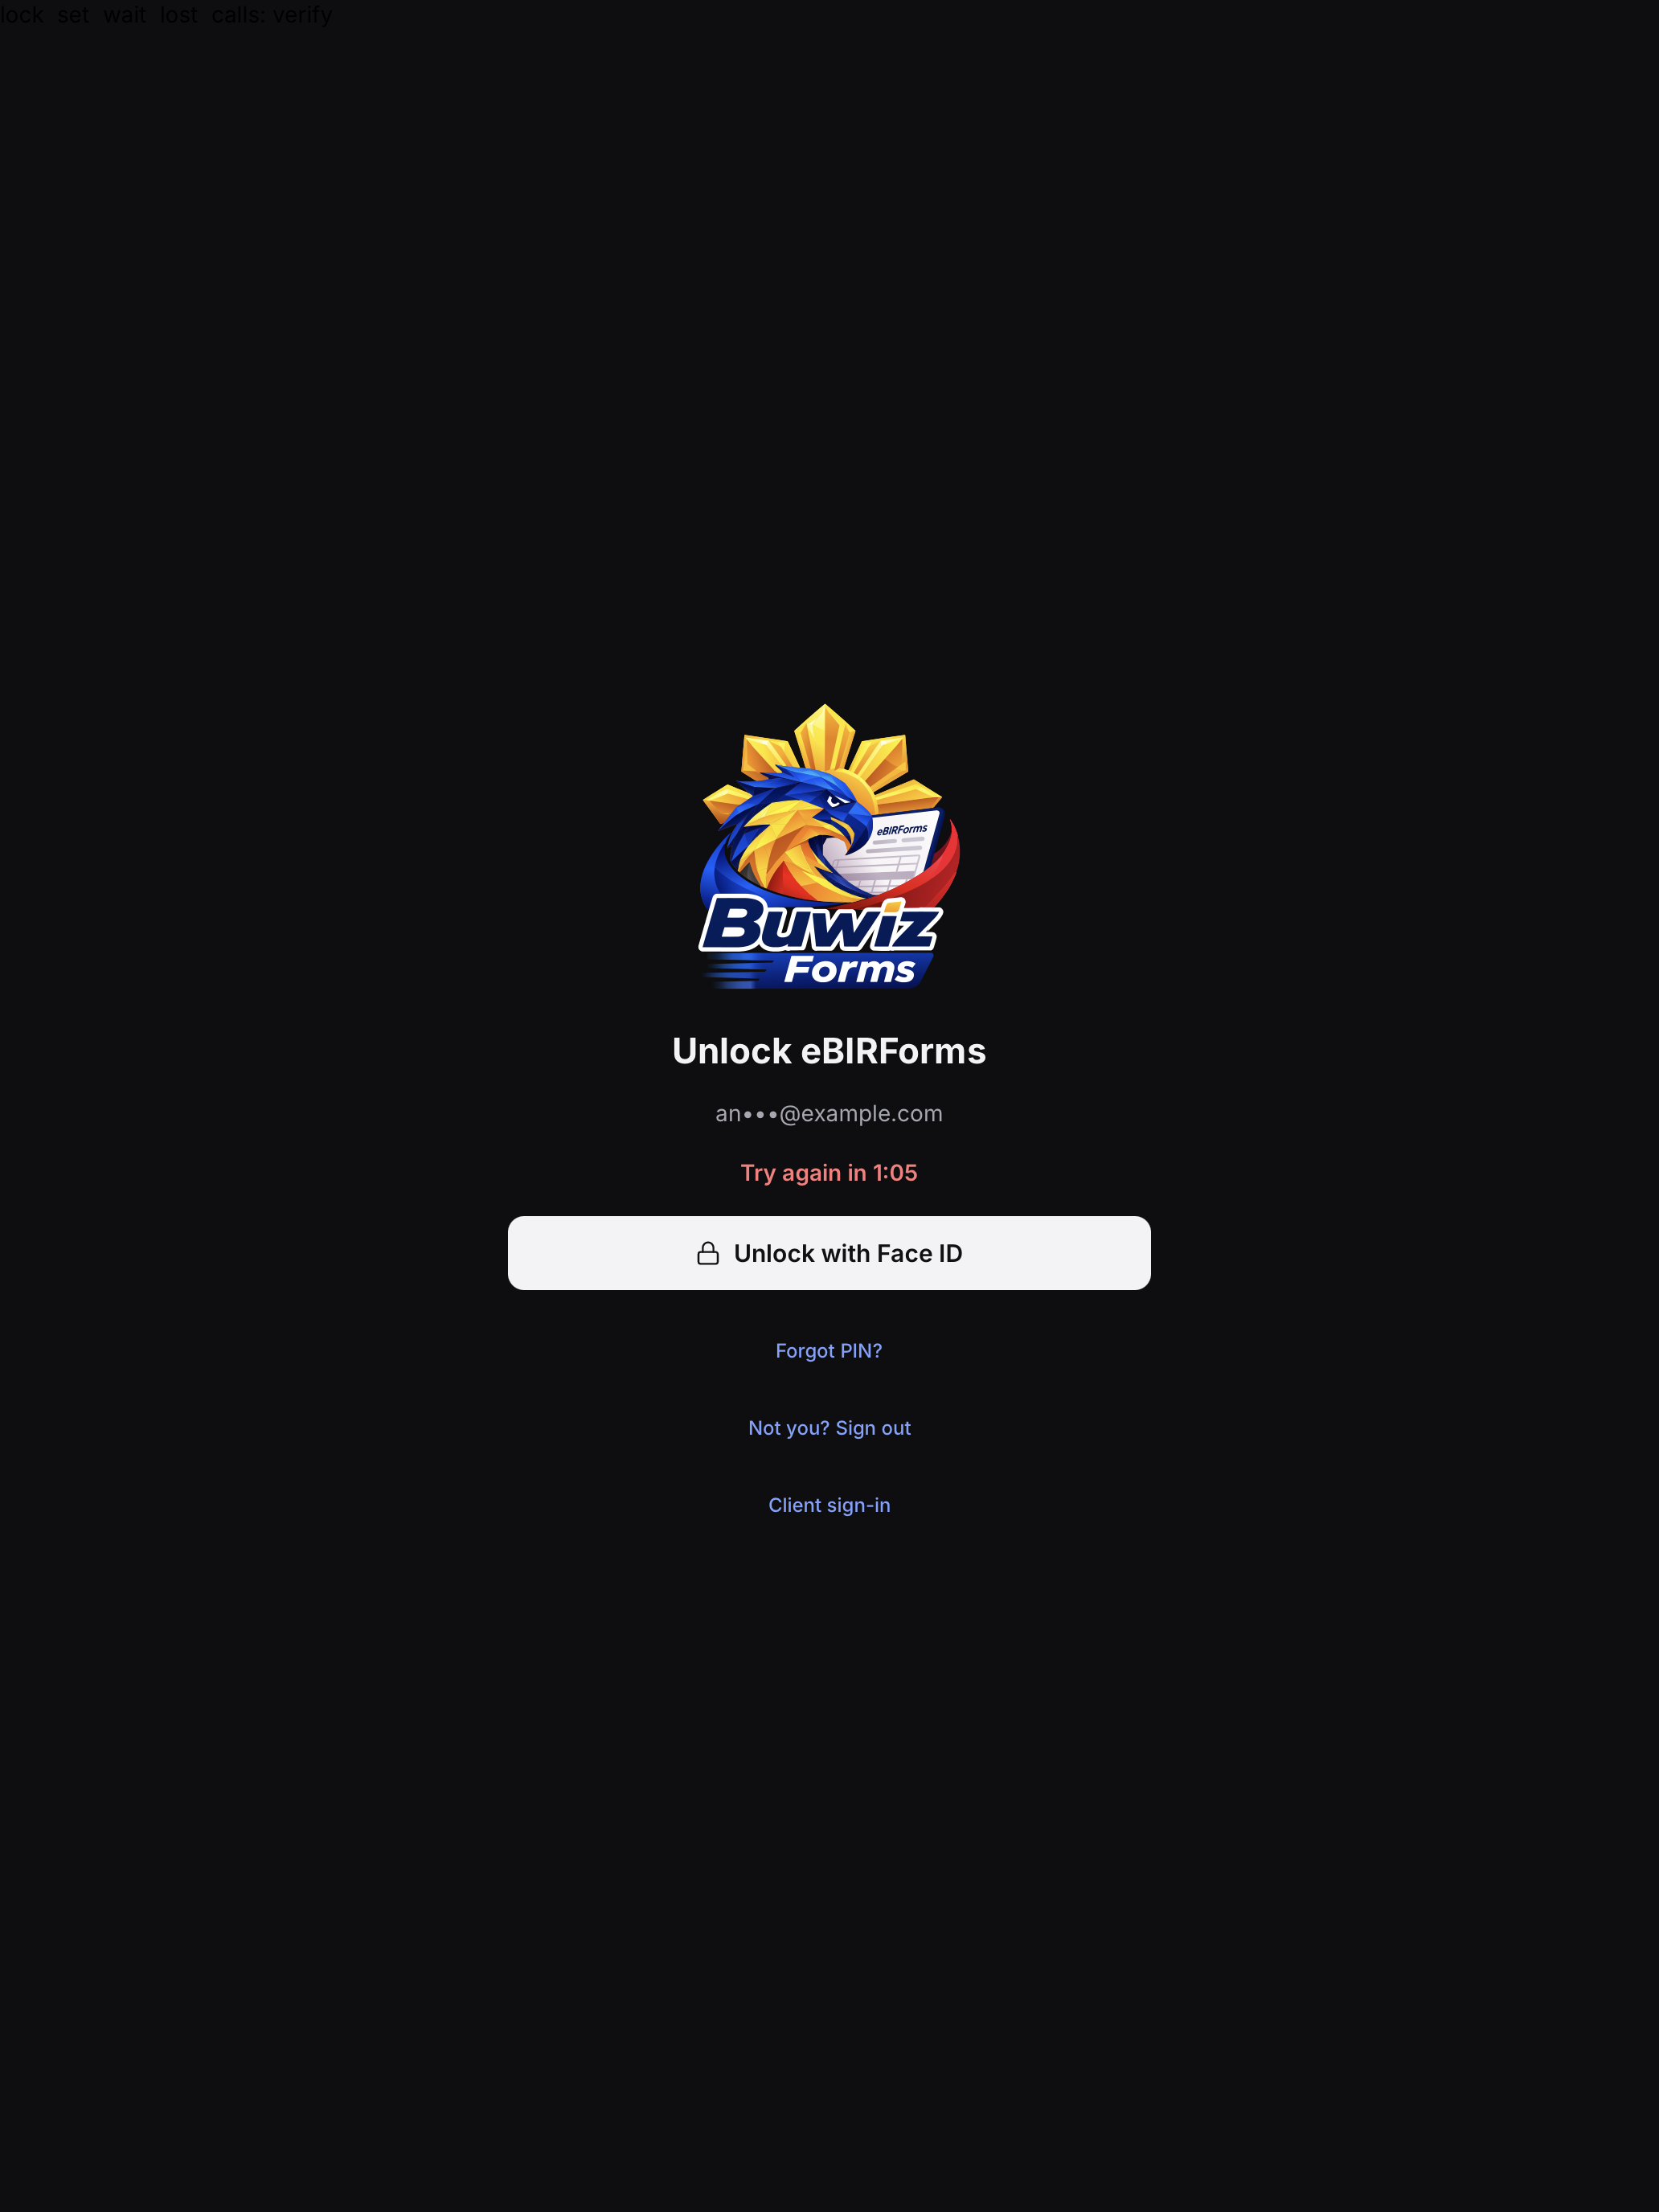 lock set wait lost calls: verify
eBIRForms
Buwiz
Forms
Unlock eBIRForms
an•••@example.com
Try again in 1:05
Unlock with Face ID
Forgot PIN?
Not you? Sign out
Client sign-in